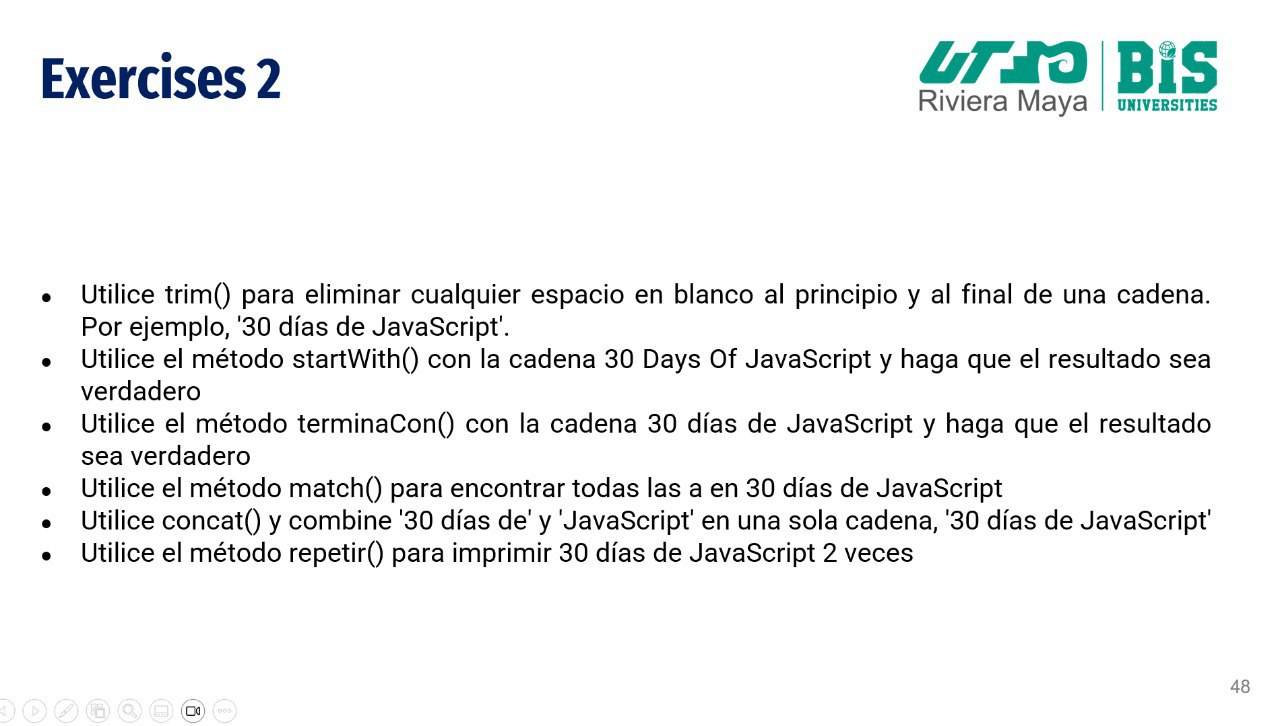 Exercises 2
UTRM
Riviera Maya
BiS
UNIVERSITIES
● Utilice trim() para eliminar cualquier espacio en blanco al principio y al final de una cadena.
Por ejemplo, '30 días de JavaScript'.
● Utilice el método startWith() con la cadena 30 Days Of JavaScript y haga que el resultado sea
verdadero
● Utilice el método terminaCon() con la cadena 30 días de JavaScript y haga que el resultado
sea verdadero
● Utilice el método match() para encontrar todas las a en 30 días de JavaScript
● Utilice concat() y combine '30 días de' y 'JavaScript' en una sola cadena, '30 días de JavaScript'
● Utilice el método repetir() para imprimir 30 días de JavaScript 2 veces
48